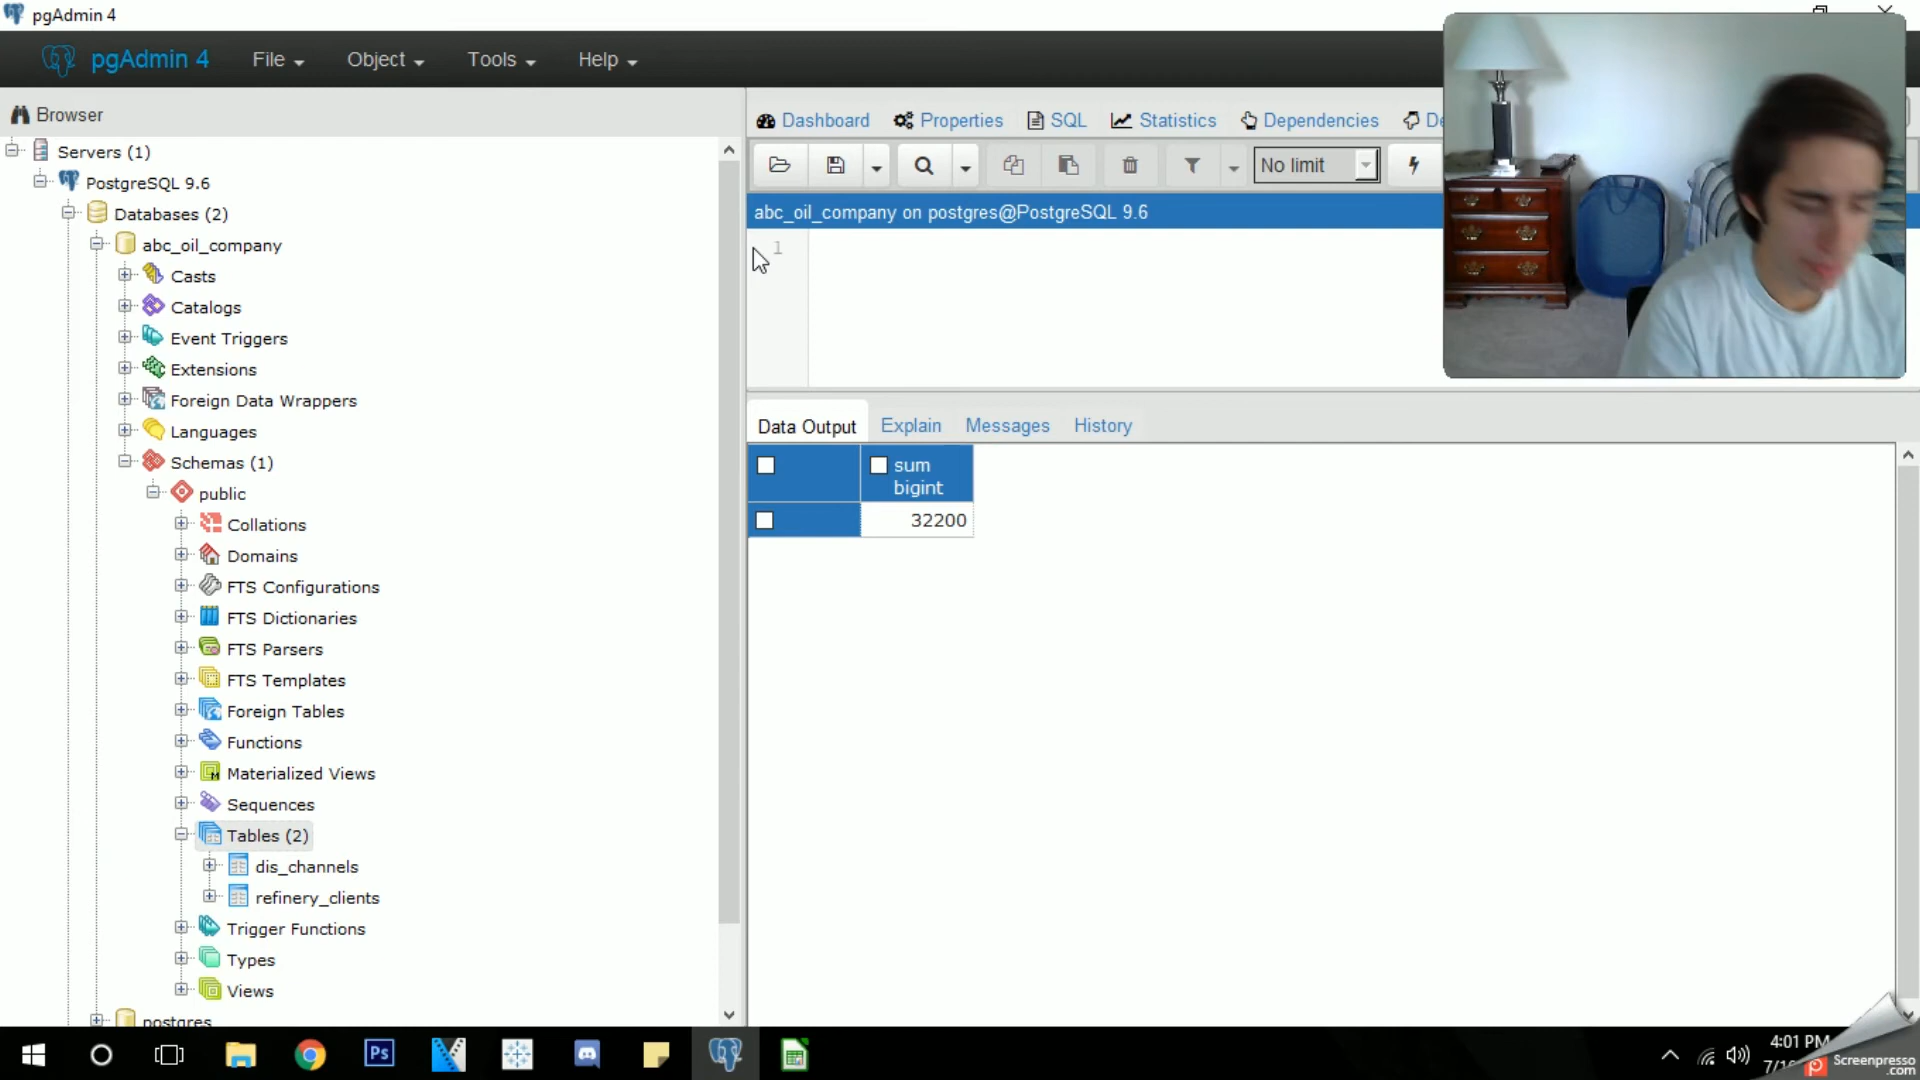 pgAdmin 4
pgAdmin 4 File Object Tools Help
Browser
Dashboard Properties SQL Statistics Dependencies De
Servers (1)
PostgreSQL 9.6
No limit
Databases (2)
abc_oil_company on postgres@PostgreSQL 9.6
abc_oil_company
1
Casts
Catalogs
Event Triggers
Extensions
Foreign Data Wrappers
Languages
Data Output Explain Messages History
Schemas (1)
sum
bigint
public
32200
Collations
Domains
FTS Configurations
FTS Dictionaries
FTS Parsers
FTS Templates
Foreign Tables
Functions
Materialized Views
Sequences
Tables (2)
dis_channels
refinery_clients
Trigger Functions
Types
Views
postgres
Ps
4:01 PM
Screenpresso
.com